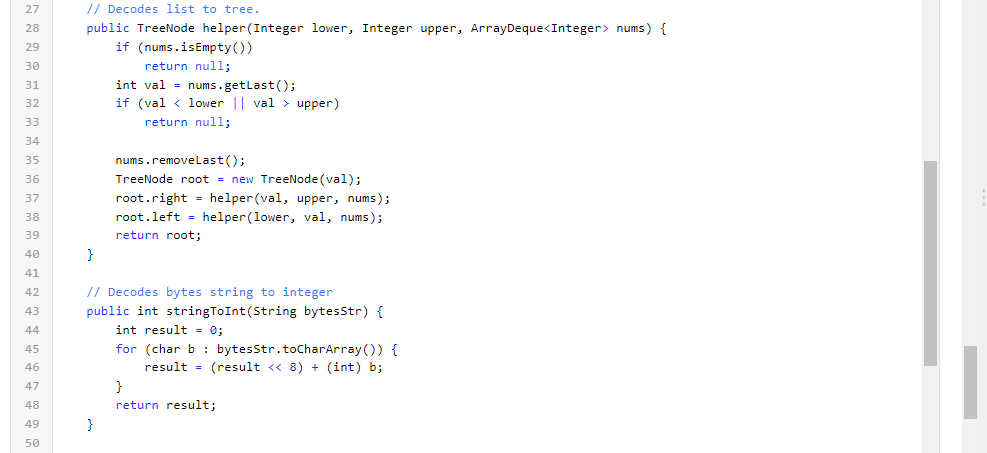 27 // Decodes list to tree.
28 public TreeNode helper(Integer lower, Integer upper, ArrayDeque<Integer> nums) {
29 if (nums.isEmpty())
30 return null;
31 int val = nums.getLast();
32 if (val < lower || val > upper)
33 return null;
34
35 nums.removeLast();
36 TreeNode root = new TreeNode(val);
37 root.right = helper(val, upper, nums);
38 root.left = helper(lower, val, nums);
39 return root;
40 }
41
42 // Decodes bytes string to integer
43 public int stringToInt(String bytesStr) {
44 int result = 0;
45 for (char b : bytesStr.toCharArray()) {
46 result = (result << 8) + (int) b;
47 }
48 return result;
49 }
50